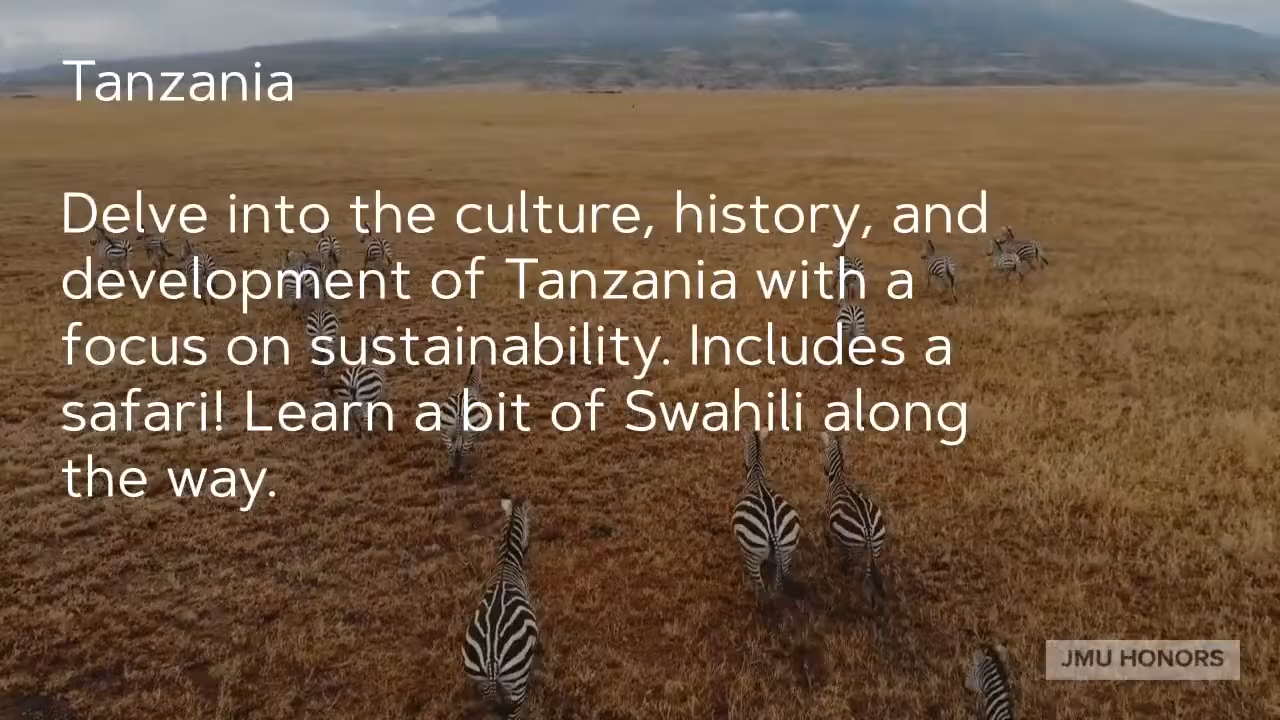 Tanzania
Delve into the culture, history, and
development of Tanzania with a
focus on sustainability. Includes a
safari! Learn a bit of Swahili along
the way.
JMU HONORS